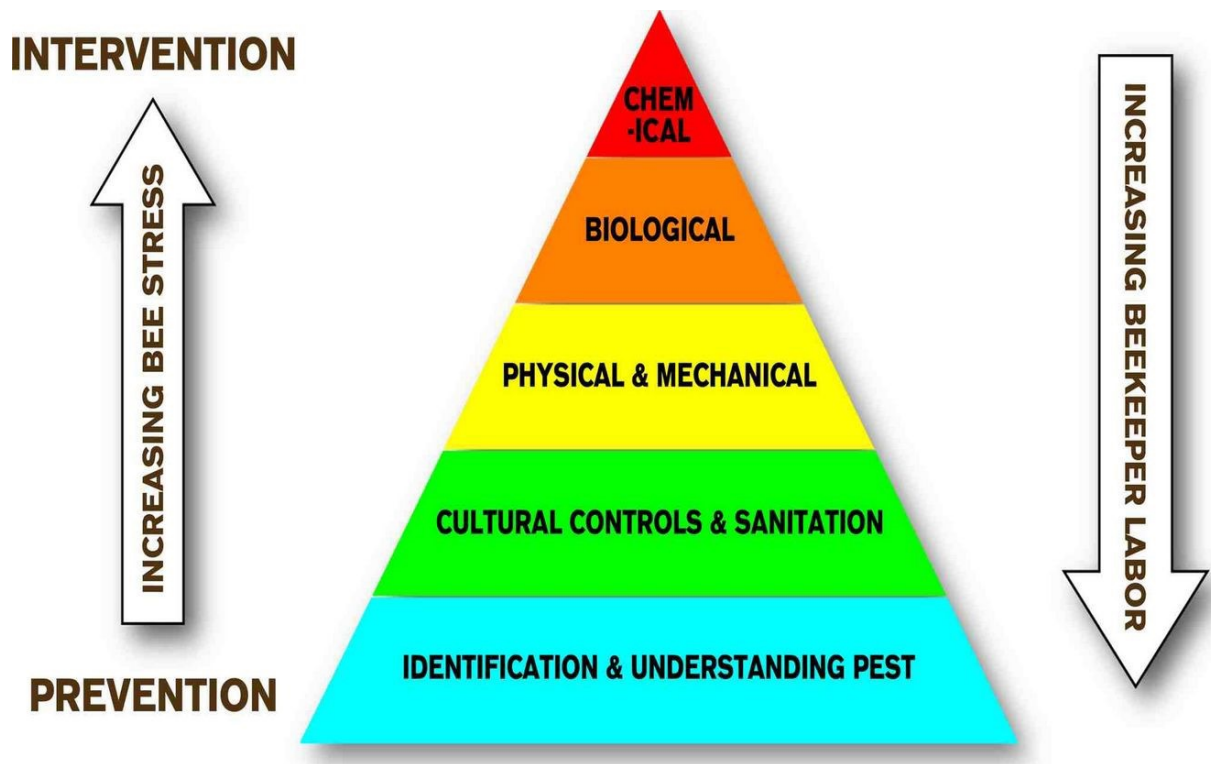 INTERVENTION
INCREASING BEE STRESS
PREVENTION
CHEM
-ICAL
BIOLOGICAL
PHYSICAL & MECHANICAL
CULTURAL CONTROLS & SANITATION
IDENTIFICATION & UNDERSTANDING PEST
INCREASING BEEKEEPER LABOR